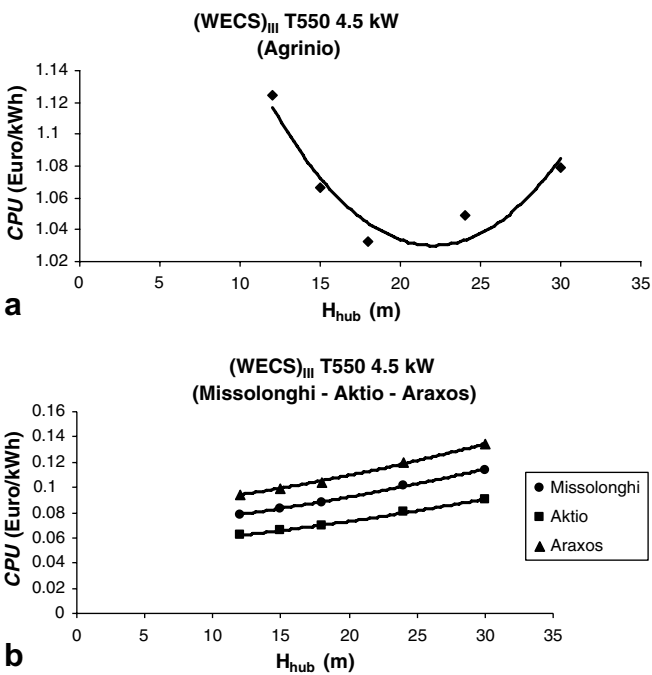 (WECS)III T550 4.5 kW
(Agrinio)
CPU (Euro/kWh)
1.14
1.12
1.1
1.08
1.06
1.04
1.02
0 5 10 15 20 25 30 35
Hhub (m)
a
(WECS)III T550 4.5 kW
(Missolonghi - Aktio - Araxos)
CPU (Euro/kWh)
0.16
0.14
0.12
0.1
0.08
0.06
0.04
0.02
0
0 5 10 15 20 25 30 35
Hhub (m)
Missolonghi
Aktio
Araxos
b